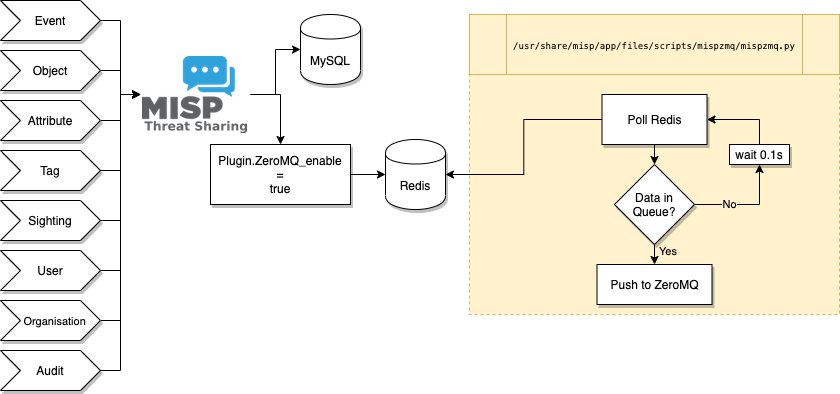 Event
Object
Attribute
Tag
Sighting
User
Organisation
Audit
MISP
Threat Sharing
MySQL
Plugin.ZeroMQ_enable
=
true
Redis
/usr/share/misp/app/files/scripts/mispzmq/mispzmq.py
Poll Redis
wait 0.1s
Data in
Queue?
No
Yes
Push to ZeroMQ